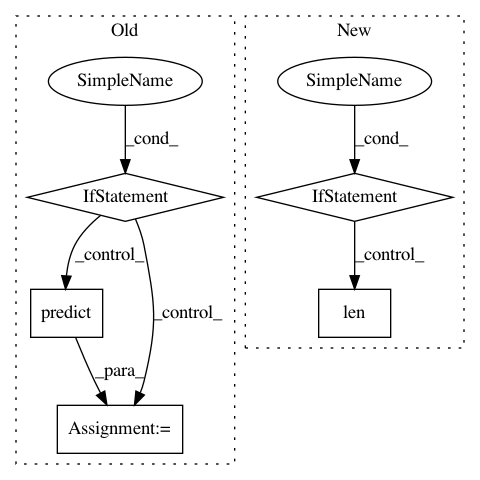 Old
New
SimpleName
SimpleName
_cond_
_cond_
IfStatement
IfStatement
_control_
_control_
_control_
predict
len
_para_
Assignment:=